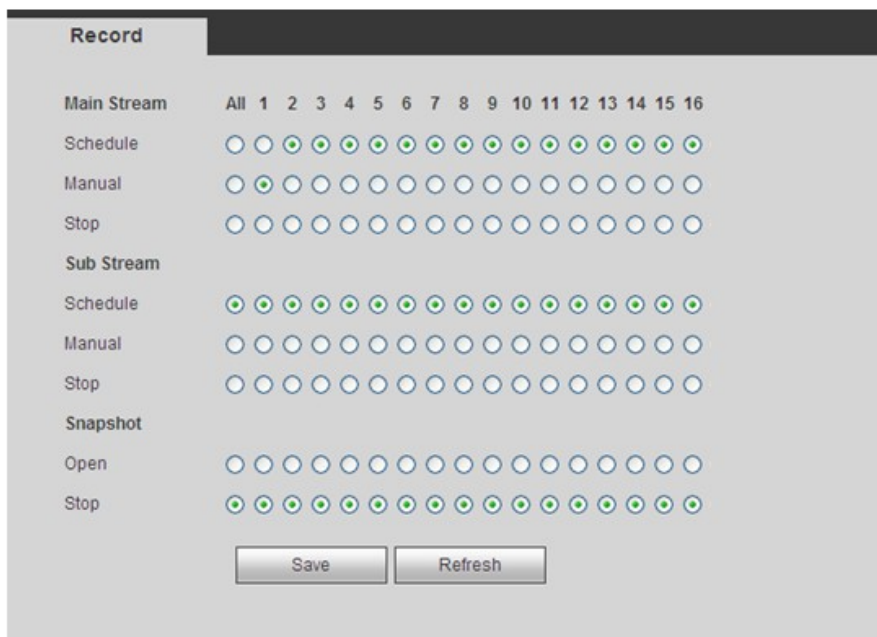 Record
Main Stream All 1 2 3 4 5 6 7 8 9 10 11 12 13 14 15 16
Schedule
Manual
Stop
Sub Stream
Schedule
Manual
Stop
Snapshot
Open
Stop
Save Refresh